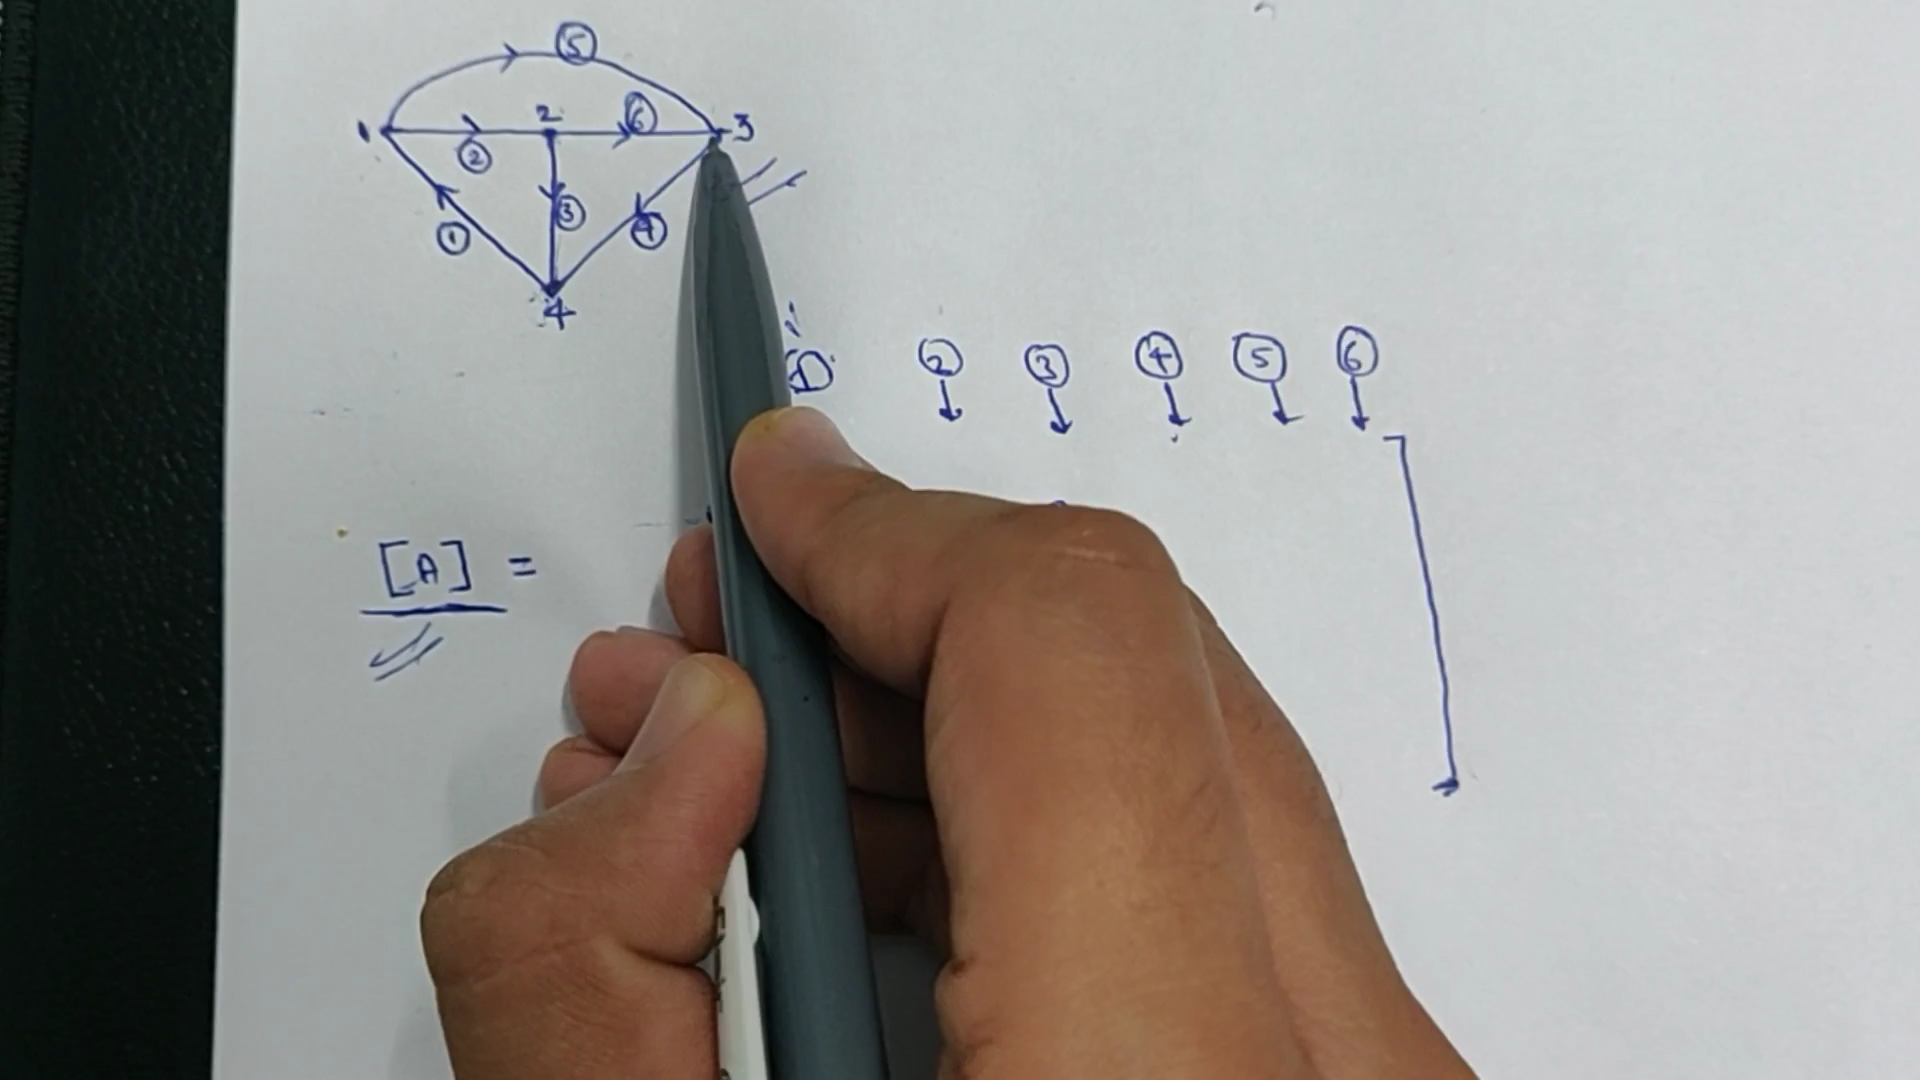 ⑤
1 2 ⑥ 3
②
① ③ ④
4
① ② ③ ④ ⑤ ⑥
[A] =